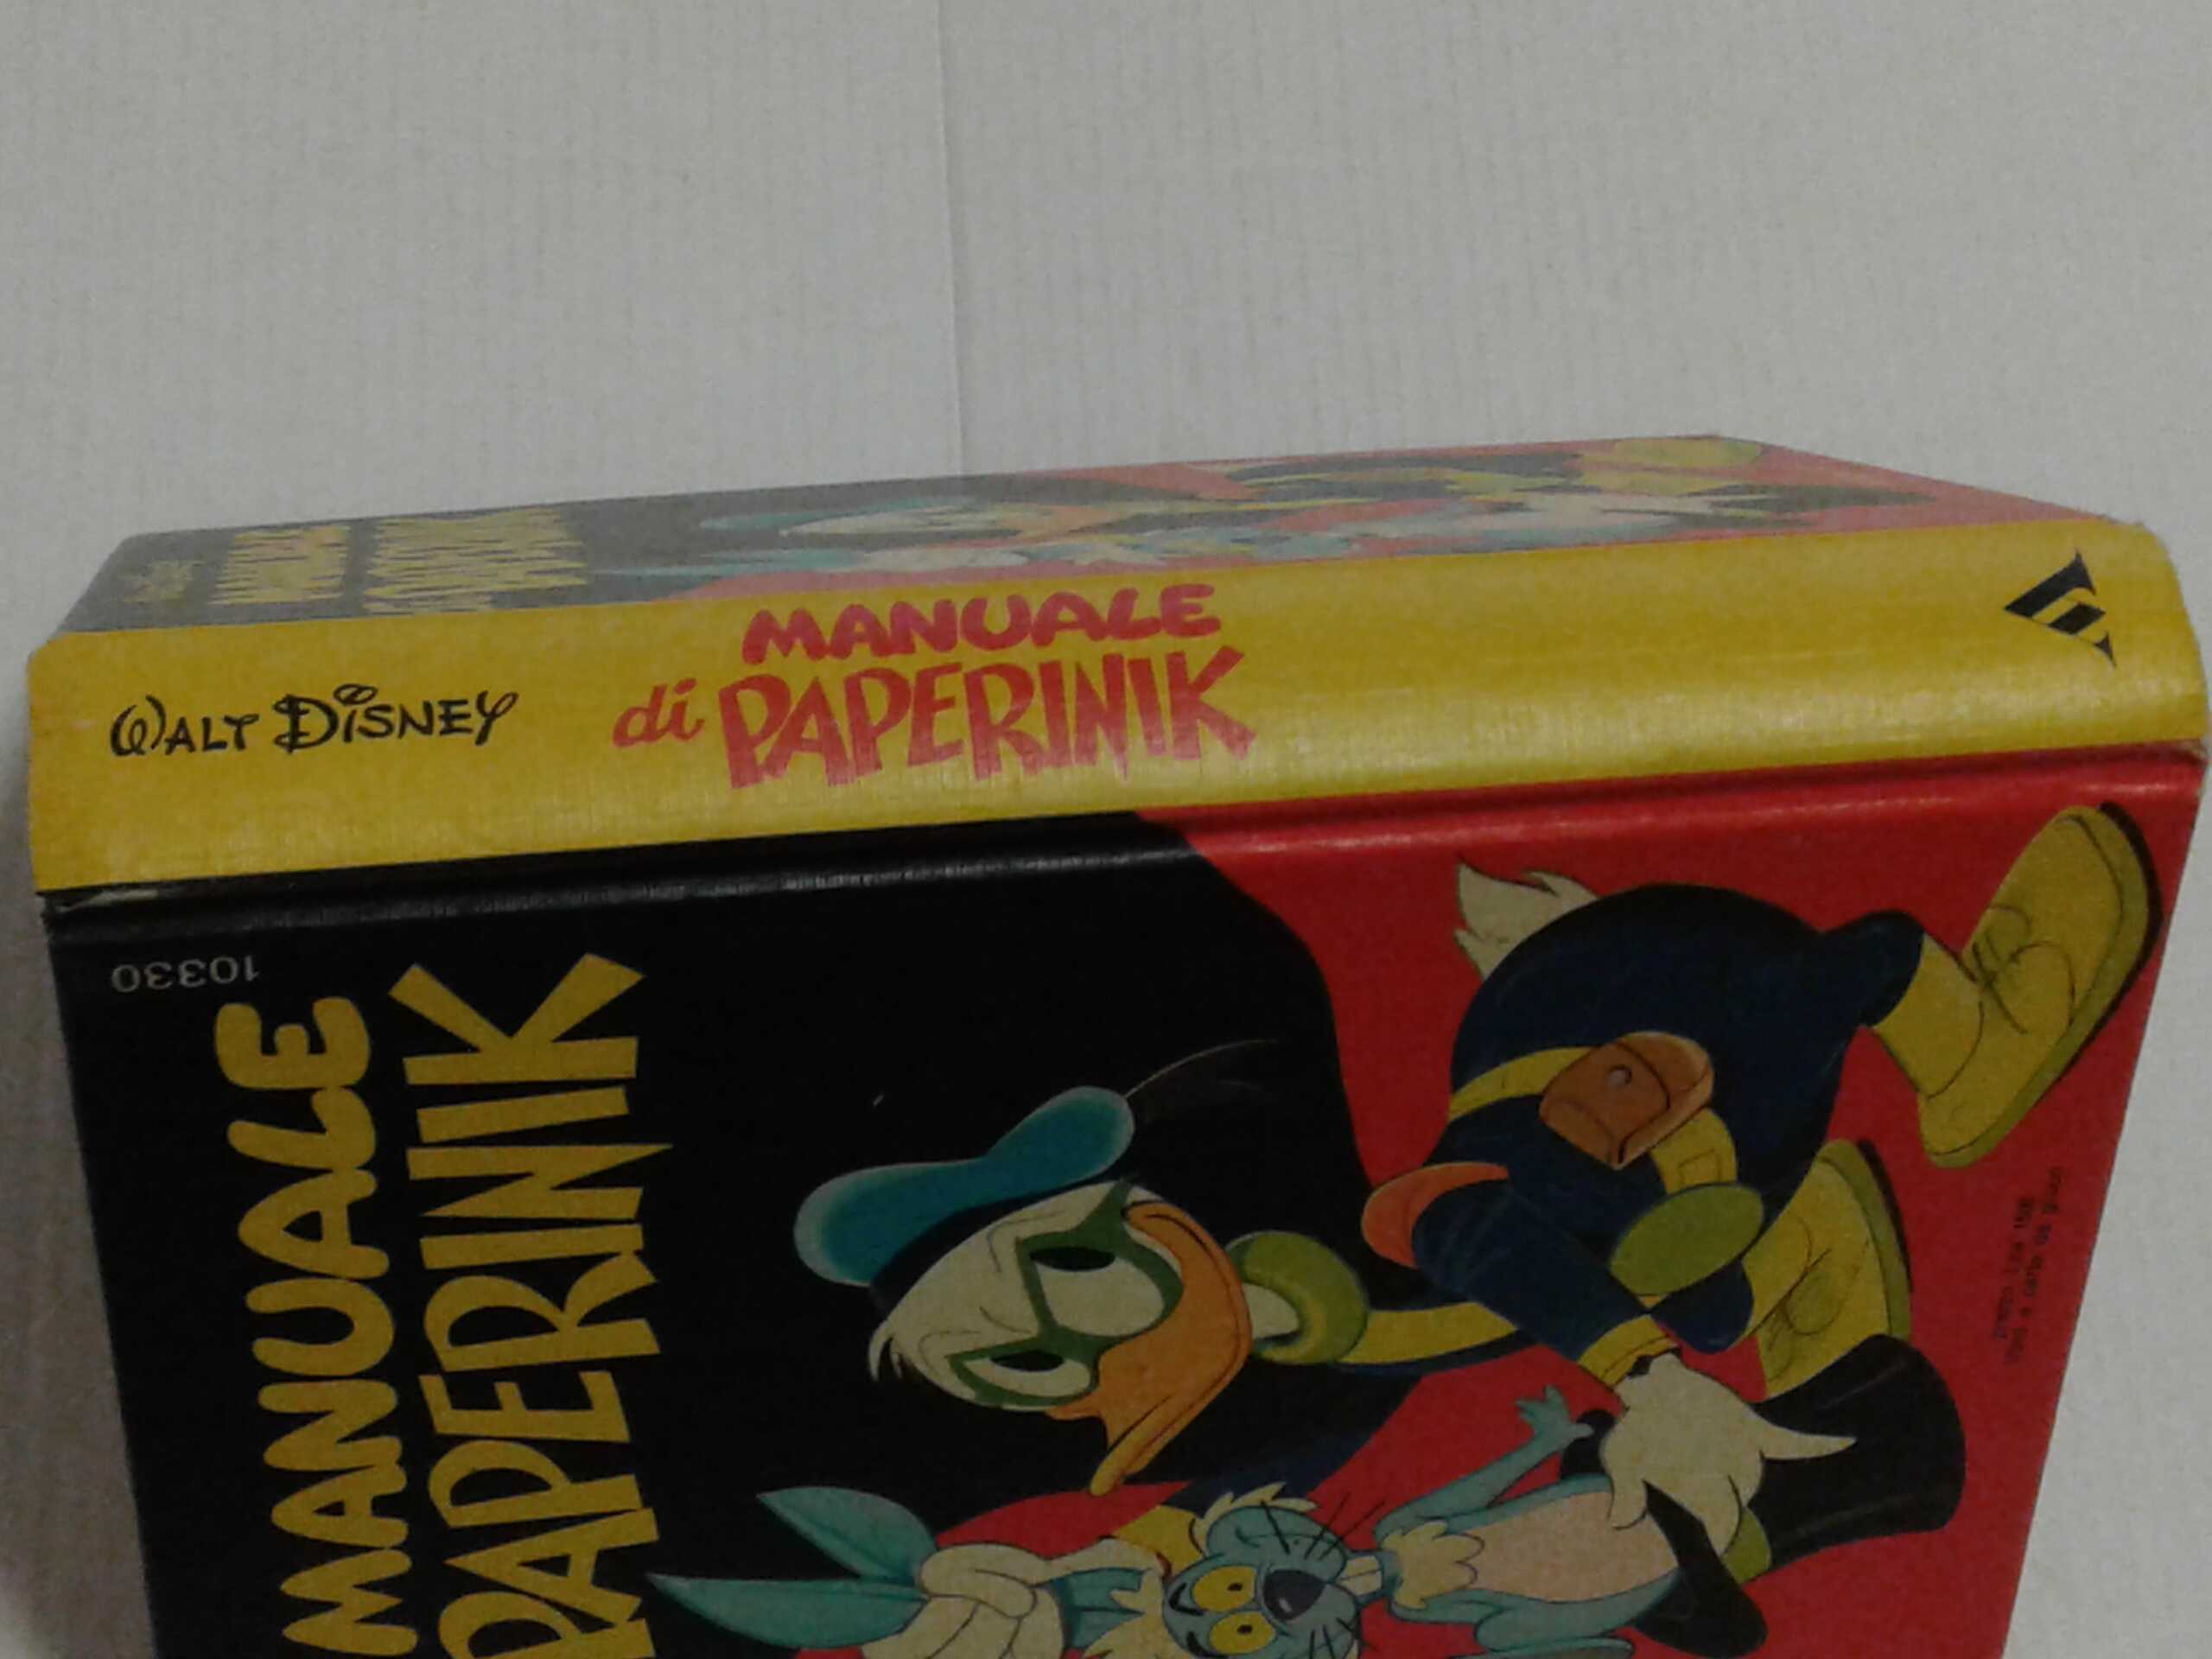 WALT DISNEY
MANUALE
di PAPERINIK
10330
MANUALE
PAPERINIK